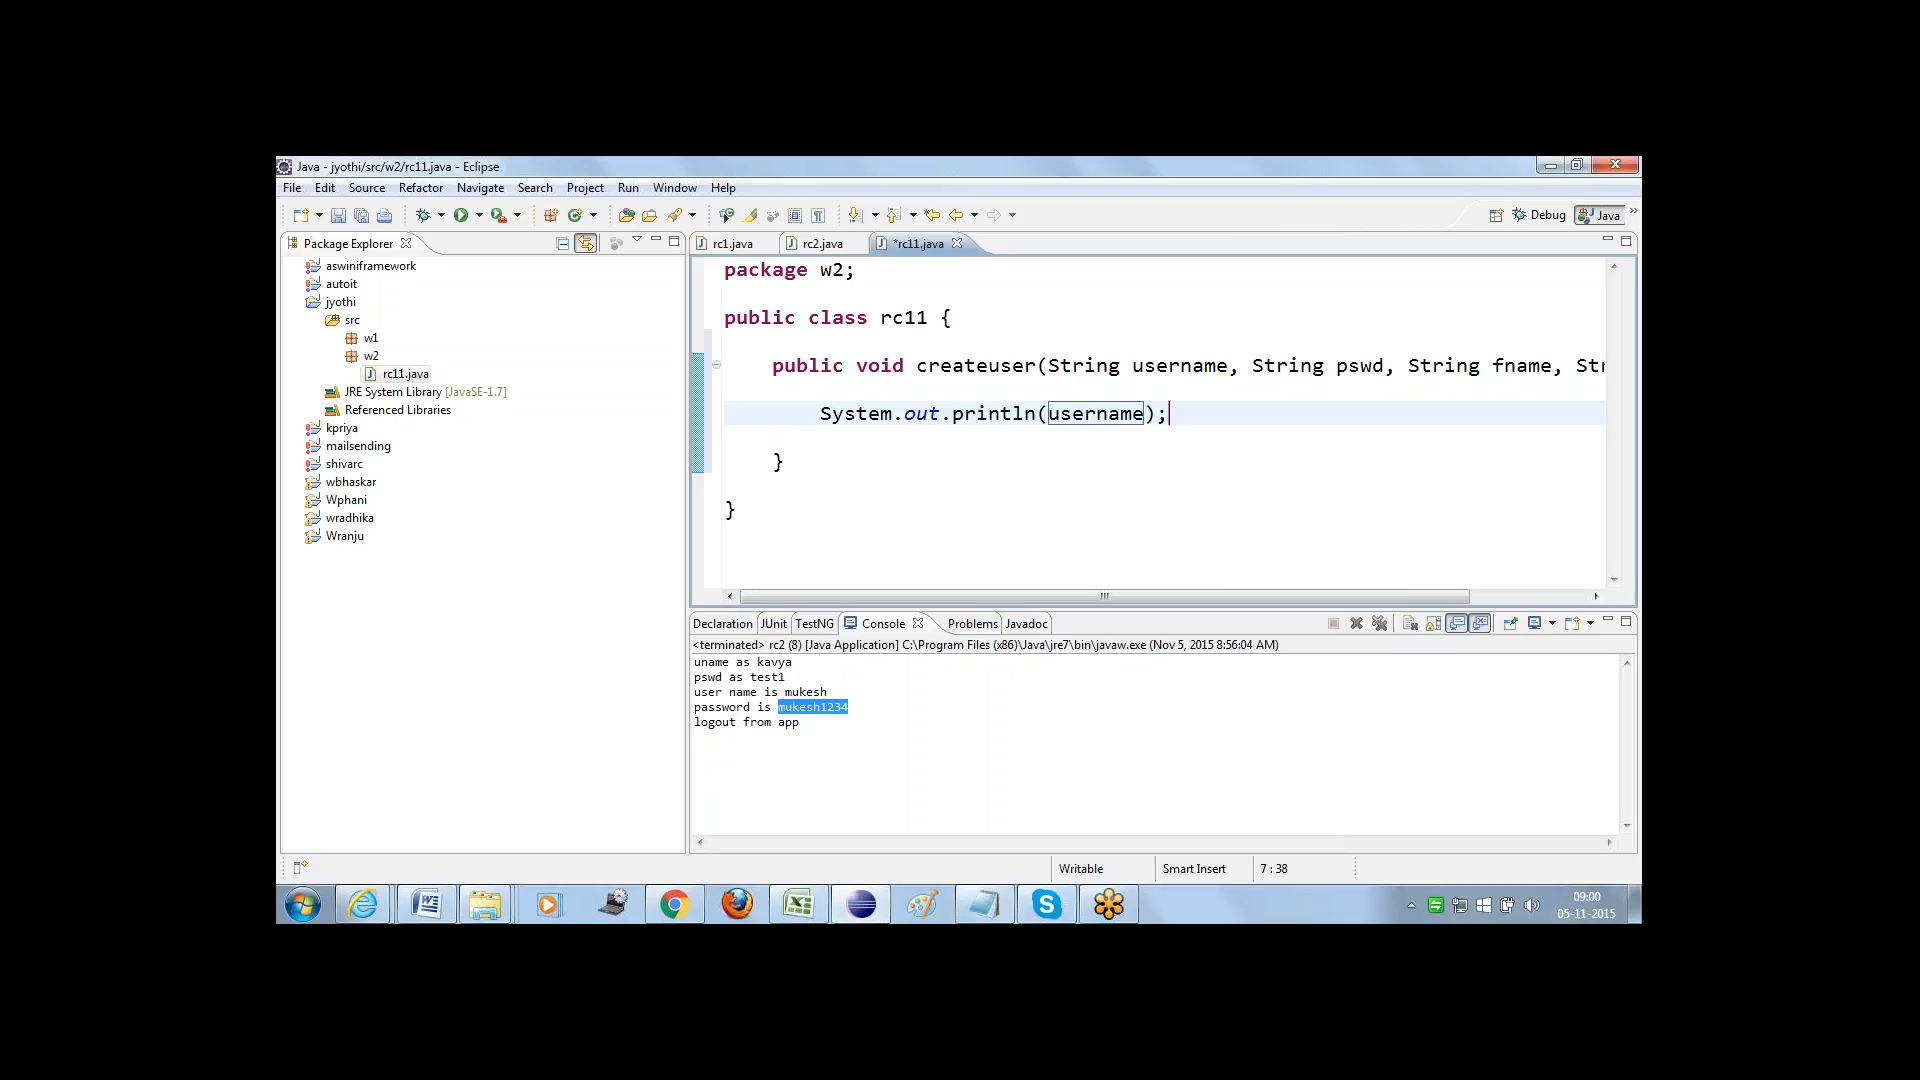 Java - jyothi/src/w2/rc11.java - Eclipse
File Edit Source Refactor Navigate Search Project Run Window Help
Debug Java
Package Explorer
rc1.java rc2.java *rc11.java
aswiniframework
autoit
jyothi
src
w1
w2
rc11.java
JRE System Library [JavaSE-1.7]
Referenced Libraries
kpriya
mailsending
shivarc
wbhaskar
Wphani
wradhika
Wranju
package w2;
public class rc11 {
public void createuser(String username, String pswd, String fname, Str
System.out.println(username);
}
}
Declaration JUnit TestNG Console Problems Javadoc
<terminated> rc2 (8) [Java Application] C:\Program Files (x86)\Java\jre7\bin\javaw.exe (Nov 5, 2015 8:56:04 AM)
uname as kavya
pswd as test1
user name is mukesh
password is mukesh1234
logout from app
Writable Smart Insert 7 : 38
09:00
05-11-2015